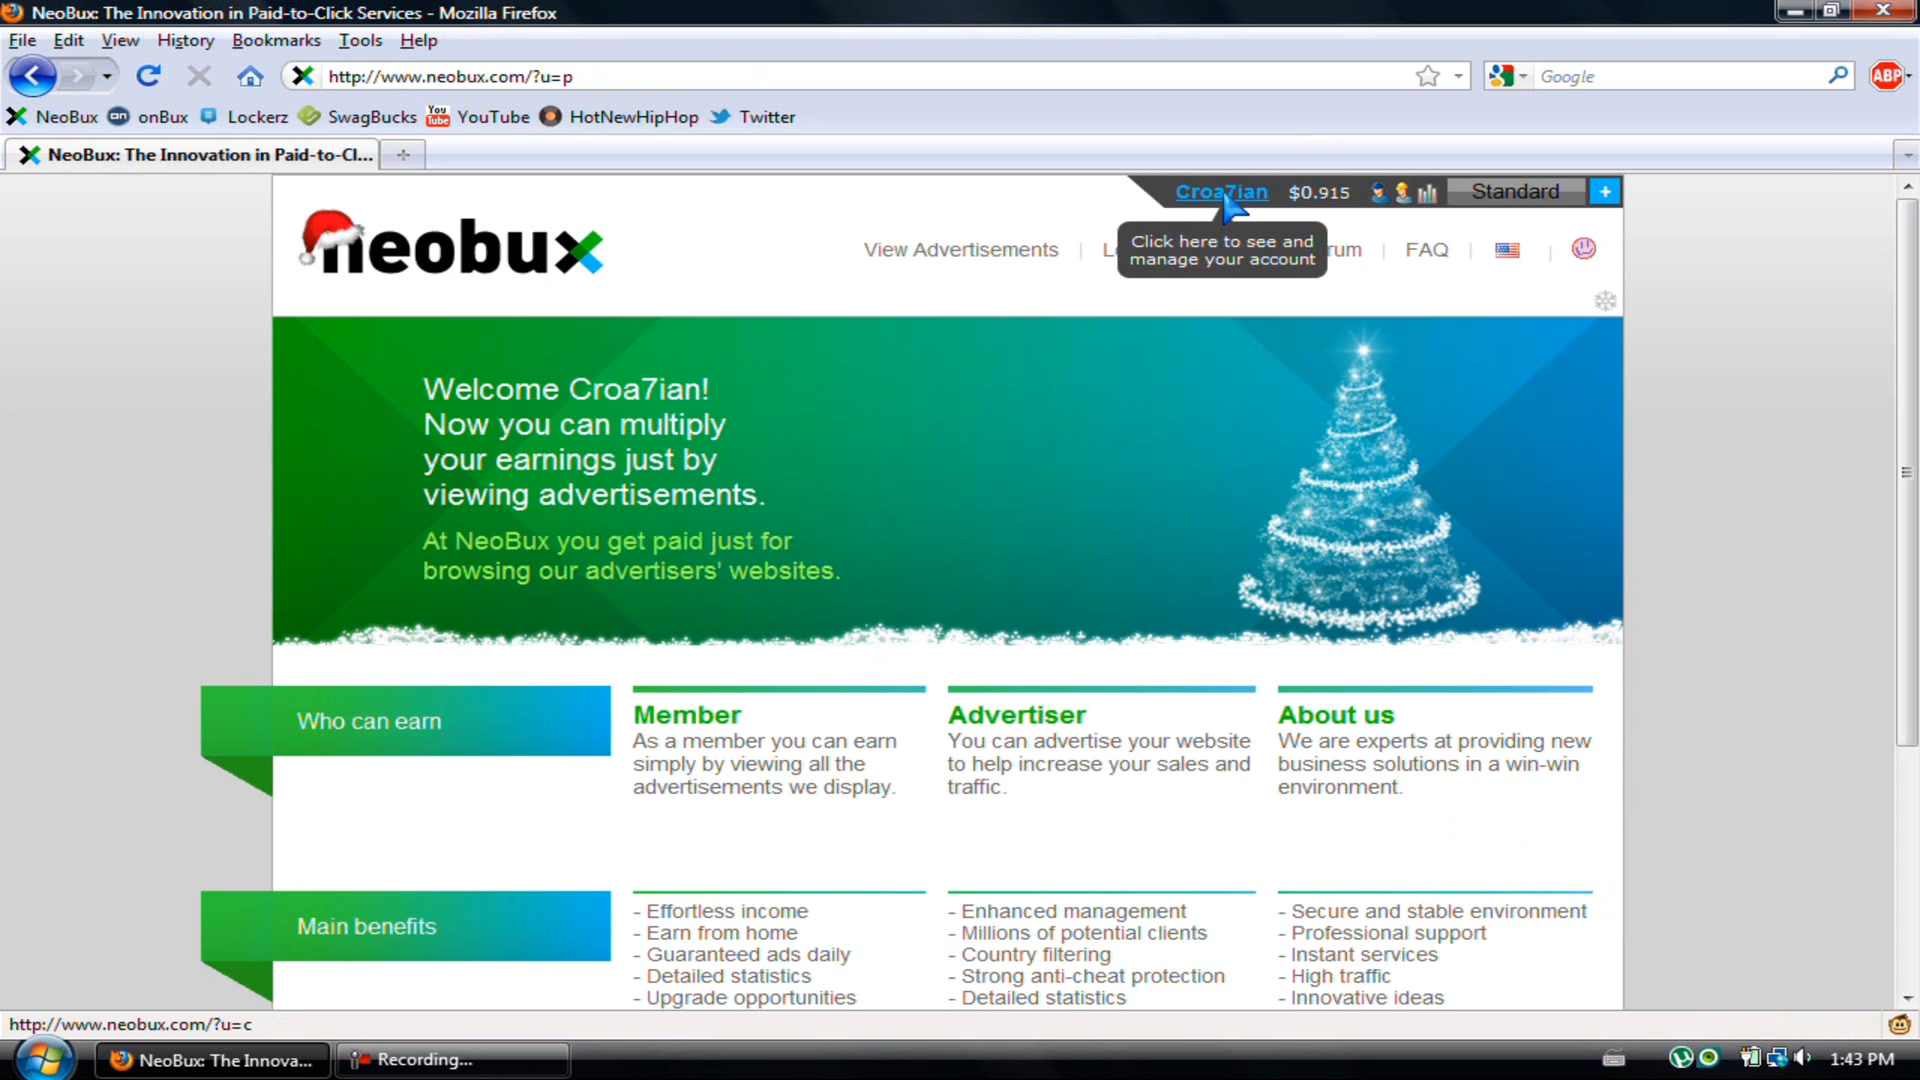 NeoBux: The Innovation in Paid-to-Click Services - Mozilla Firefox
File Edit View History Bookmarks Tools Help
http://www.neobux.com/?u=p
Google
ABP
NeoBux onBux Lockerz SwagBucks YouTube HotNewHipHop Twitter
NeoBux: The Innovation in Paid-to-Cl...
Croa7ian $0.915 Standard +
neobux
View Advertisements | | FAQ |
Click here to see and
manage your account
Welcome Croa7ian!
Now you can multiply
your earnings just by
viewing advertisements.
At NeoBux you get paid just for
browsing our advertisers' websites.
Who can earn
Member
As a member you can earn
simply by viewing all the
advertisements we display.
Advertiser
You can advertise your website
to help increase your sales and
traffic.
About us
We are experts at providing new
business solutions in a win-win
environment.
Main benefits
- Effortless income
- Earn from home
- Guaranteed ads daily
- Detailed statistics
- Upgrade opportunities
- Enhanced management
- Millions of potential clients
- Country filtering
- Strong anti-cheat protection
- Detailed statistics
- Secure and stable environment
- Professional support
- Instant services
- High traffic
- Innovative ideas
http://www.neobux.com/?u=c
NeoBux: The Innova... Recording... 1:43 PM